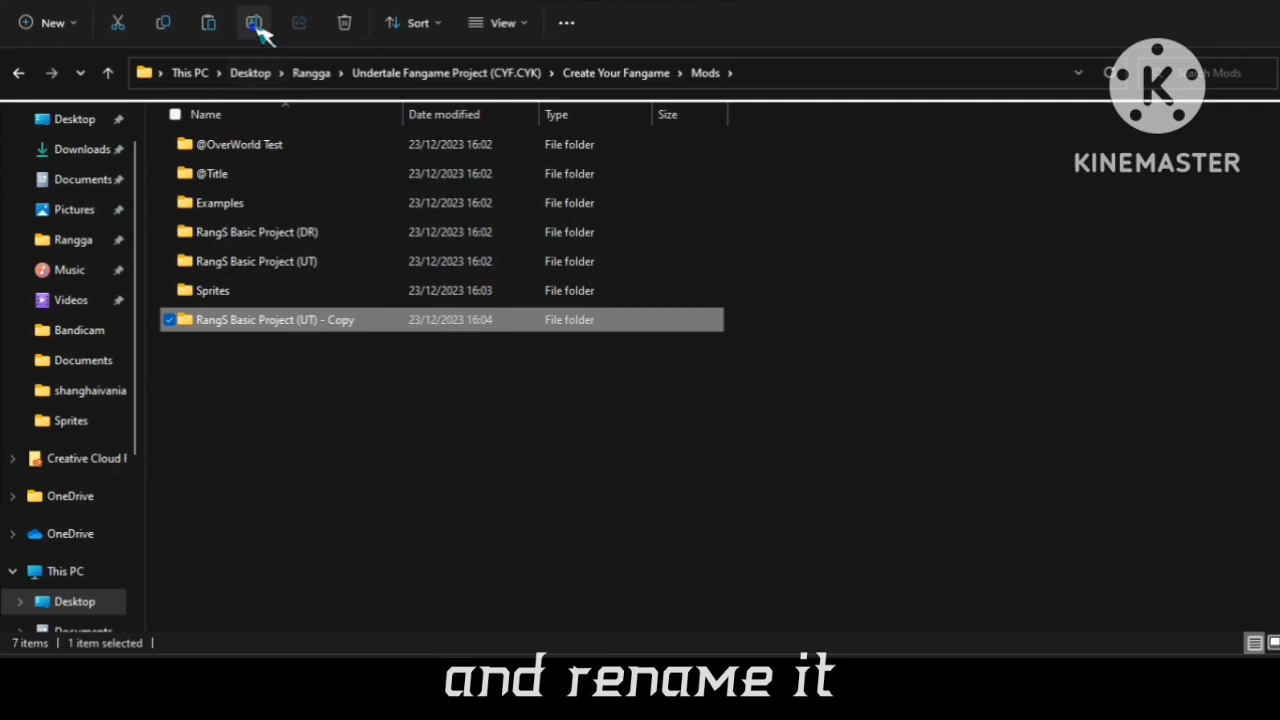 New
Sort
View
This PC > Desktop > Rangga > Undertale Fangame Project (CYF.CYK) > Create Your Fangame > Mods >
Search Mods
K
KINEMASTER
Name Date modified Type Size
@OverWorld Test 23/12/2023 16:02 File folder
@Title 23/12/2023 16:02 File folder
Examples 23/12/2023 16:02 File folder
RangS Basic Project (DR) 23/12/2023 16:02 File folder
RangS Basic Project (UT) 23/12/2023 16:02 File folder
Sprites 23/12/2023 16:03 File folder
RangS Basic Project (UT) - Copy 23/12/2023 16:04 File folder
Desktop
Downloads
Documents
Pictures
Rangga
Music
Videos
Bandicam
Documents
shanghaivania
Sprites
Creative Cloud F
OneDrive
OneDrive
This PC
Desktop
Documents
7 items | 1 item selected |
and rename it